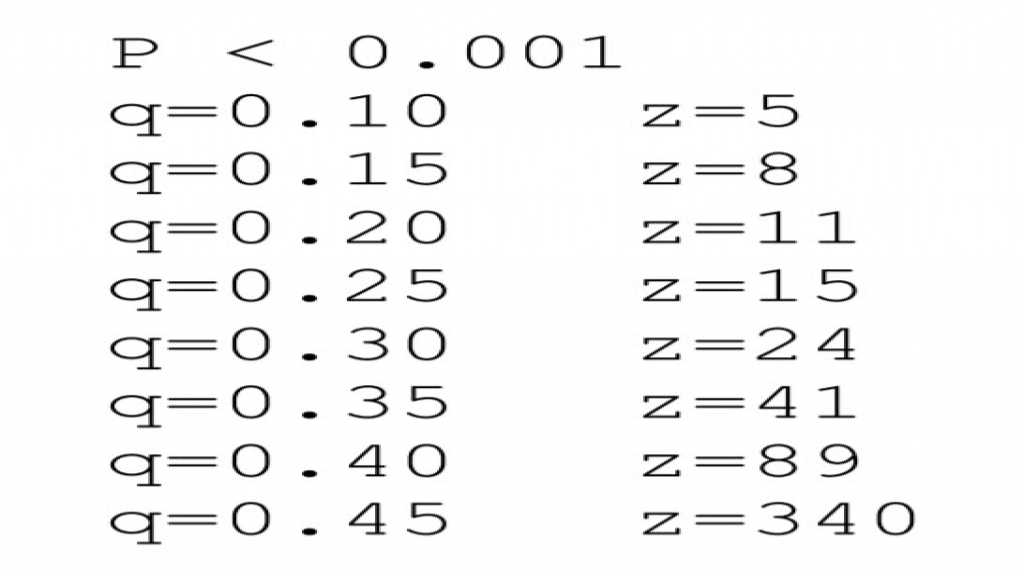 P < 0.001
q=0.10 z=5
q=0.15 z=8
q=0.20 z=11
q=0.25 z=15
q=0.30 z=24
q=0.35 z=41
q=0.40 z=89
q=0.45 z=340